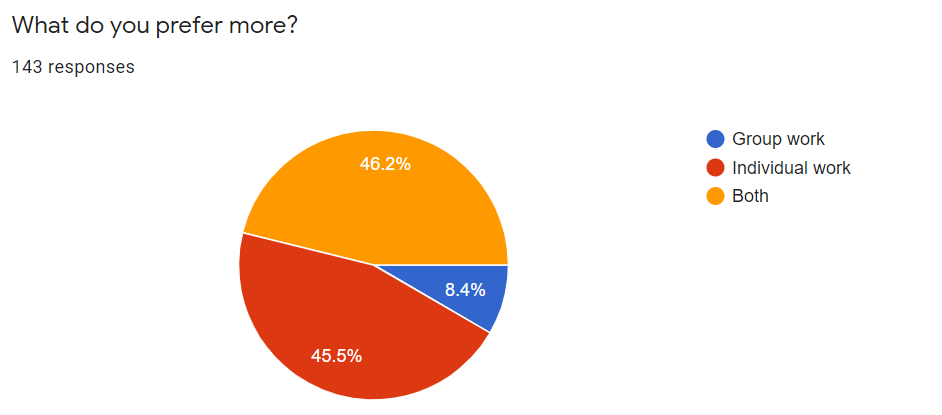 What do you prefer more?
143 responses
46.2%
8.4%
45.5%
Group work
Individual work
Both